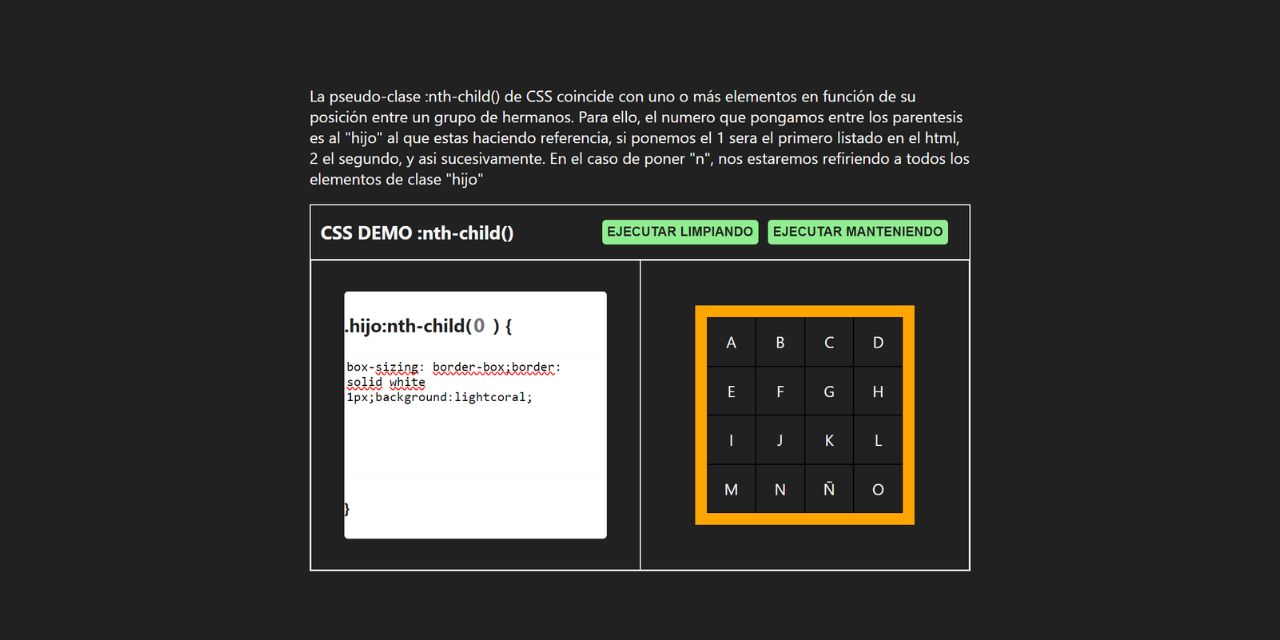 La pseudo-clase :nth-child() de CSS coincide con uno o más elementos en función de su
posición entre un grupo de hermanos. Para ello, el numero que pongamos entre los parentesis
es al "hijo" al que estas haciendo referencia, si ponemos el 1 sera el primero listado en el html,
2 el segundo, y asi sucesivamente. En el caso de poner "n", nos estaremos refiriendo a todos los
elementos de clase "hijo"
CSS DEMO :nth-child()
EJECUTAR LIMPIANDO
EJECUTAR MANTENIENDO
.hijo:nth-child( 0 ) {
box-sizing: border-box;border:
solid white
1px;background:lightcoral;
}
A B C D
E F G H
I J K L
M N Ñ O